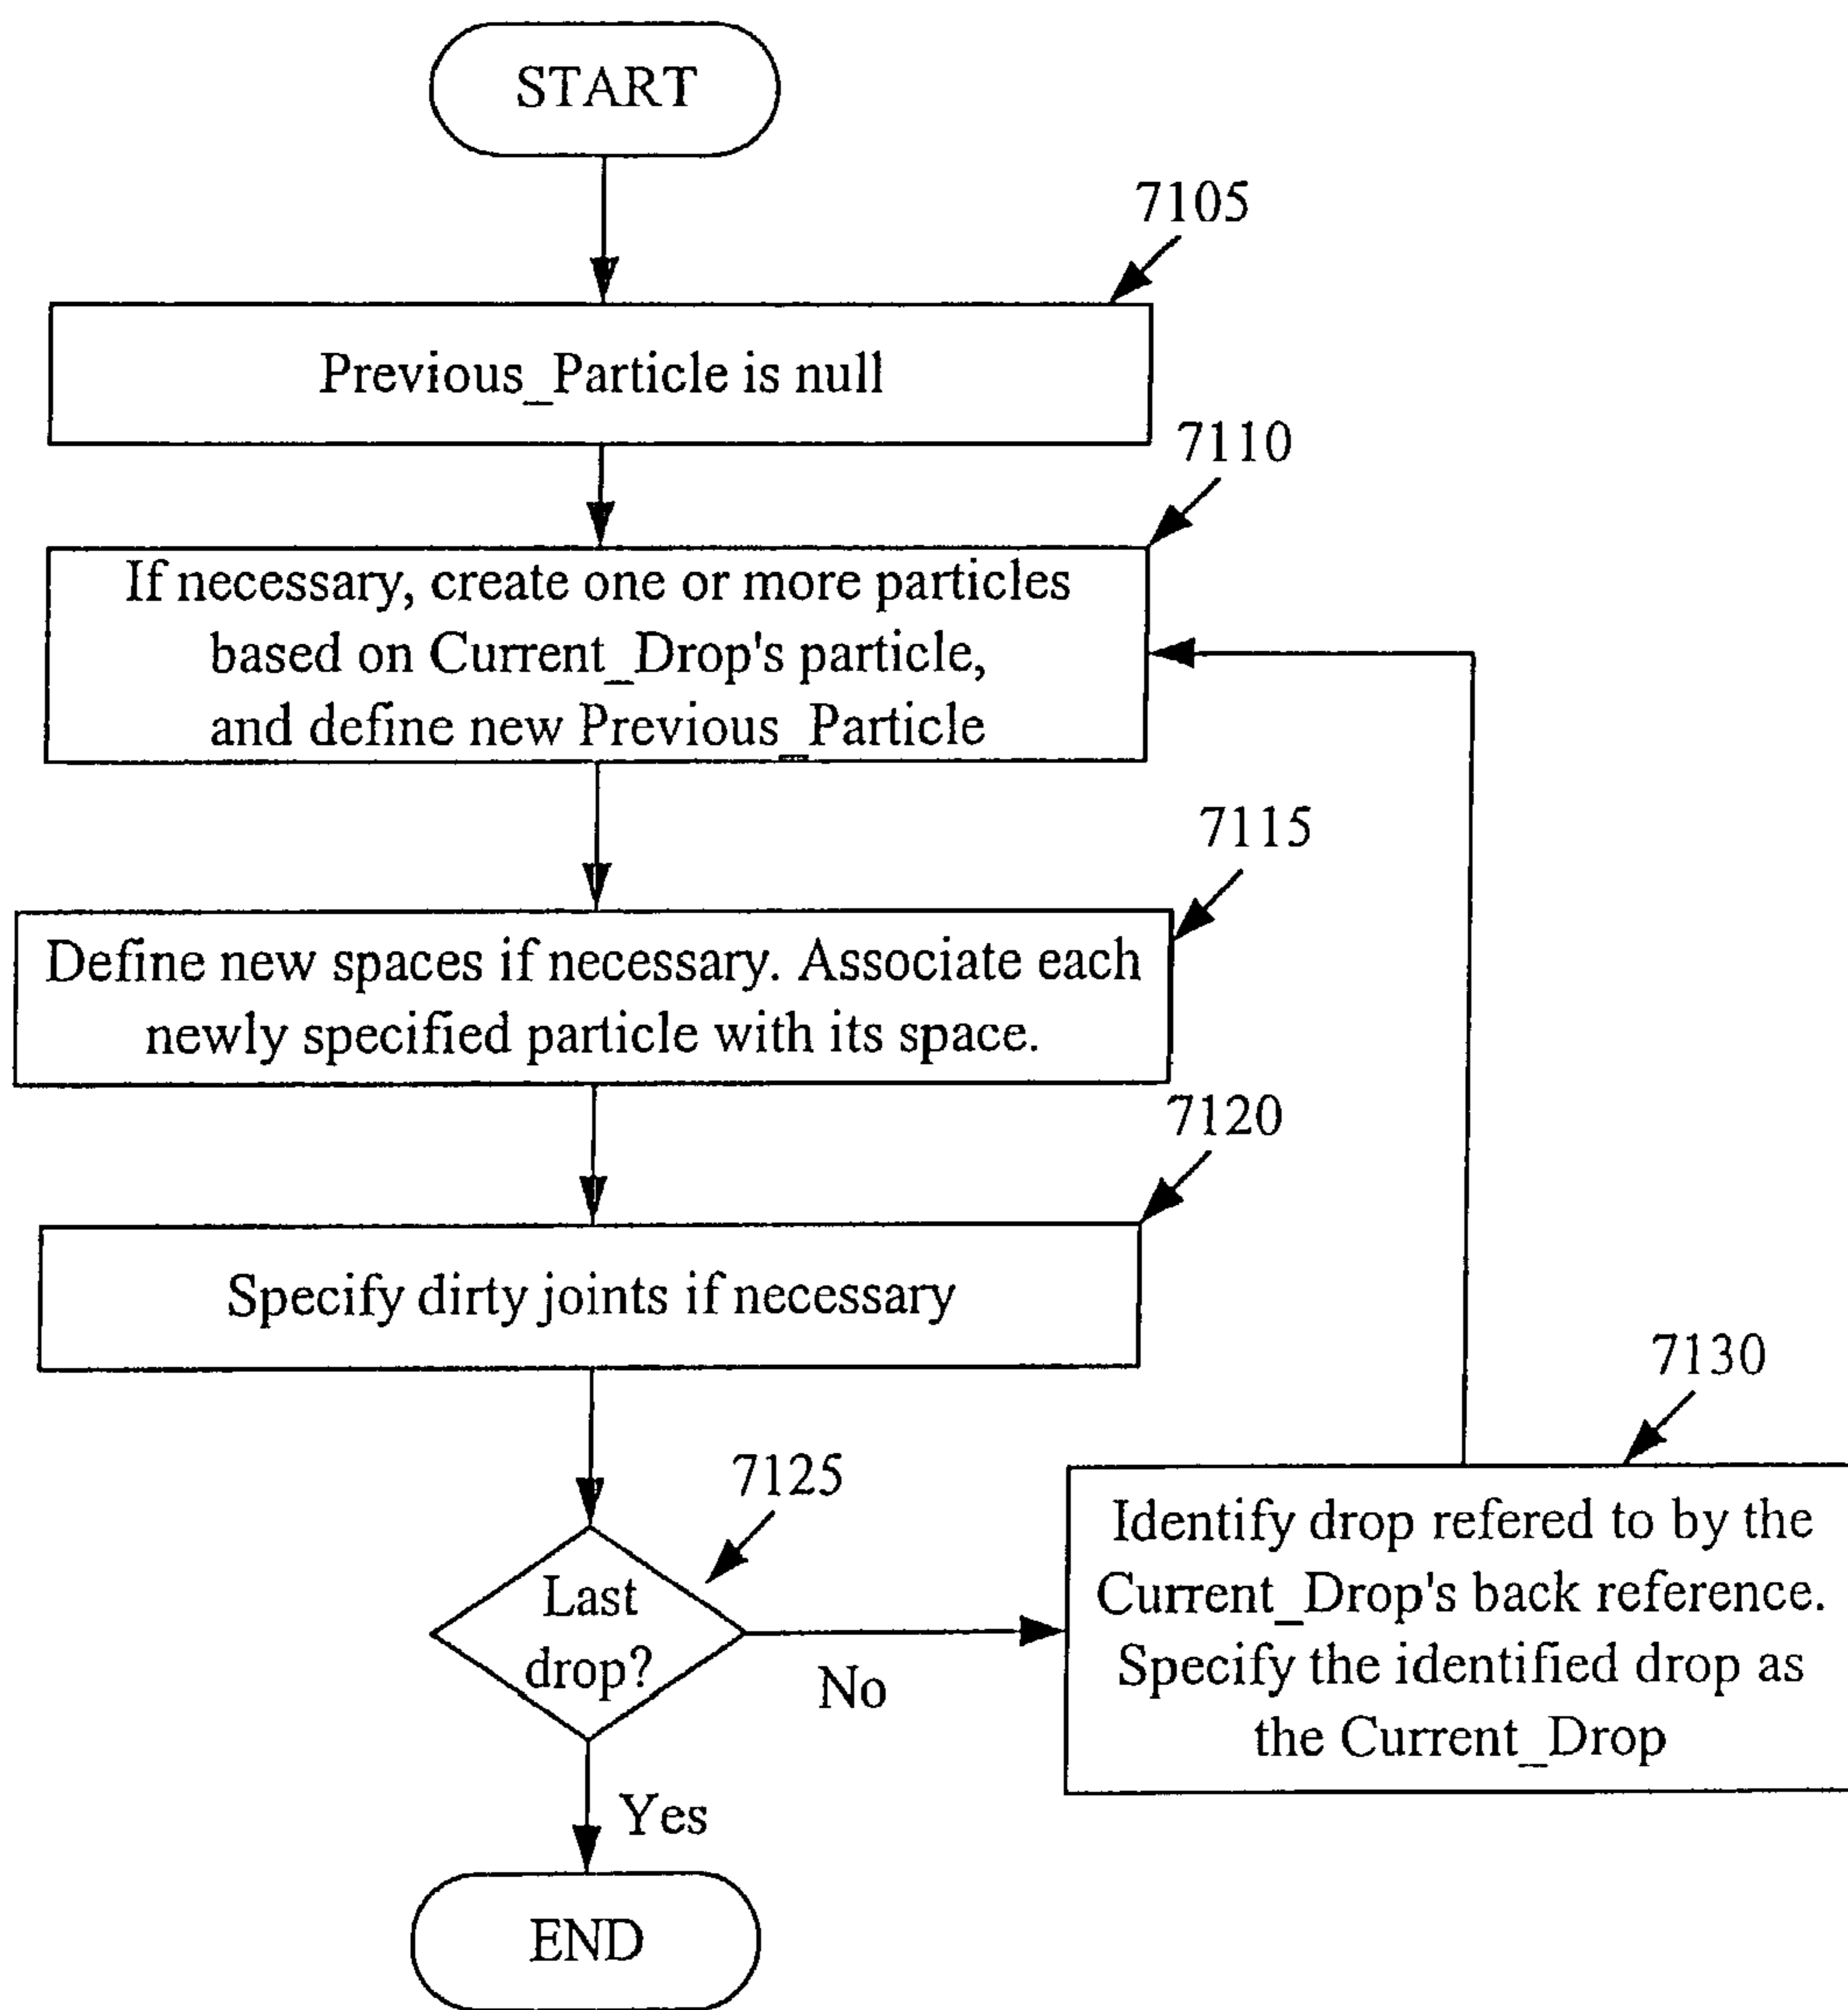 START
7105
Previous_Particle is null
7110
If necessary, create one or more particles
based on Current_Drop's particle,
and define new Previous_Particle
7115
Define new spaces if necessary. Associate each
newly specified particle with its space.
7120
Specify dirty joints if necessary
7125
Last
drop?
No
7130
Identify drop refered to by the
Current_Drop's back reference.
Specify the identified drop as
the Current_Drop
Yes
END